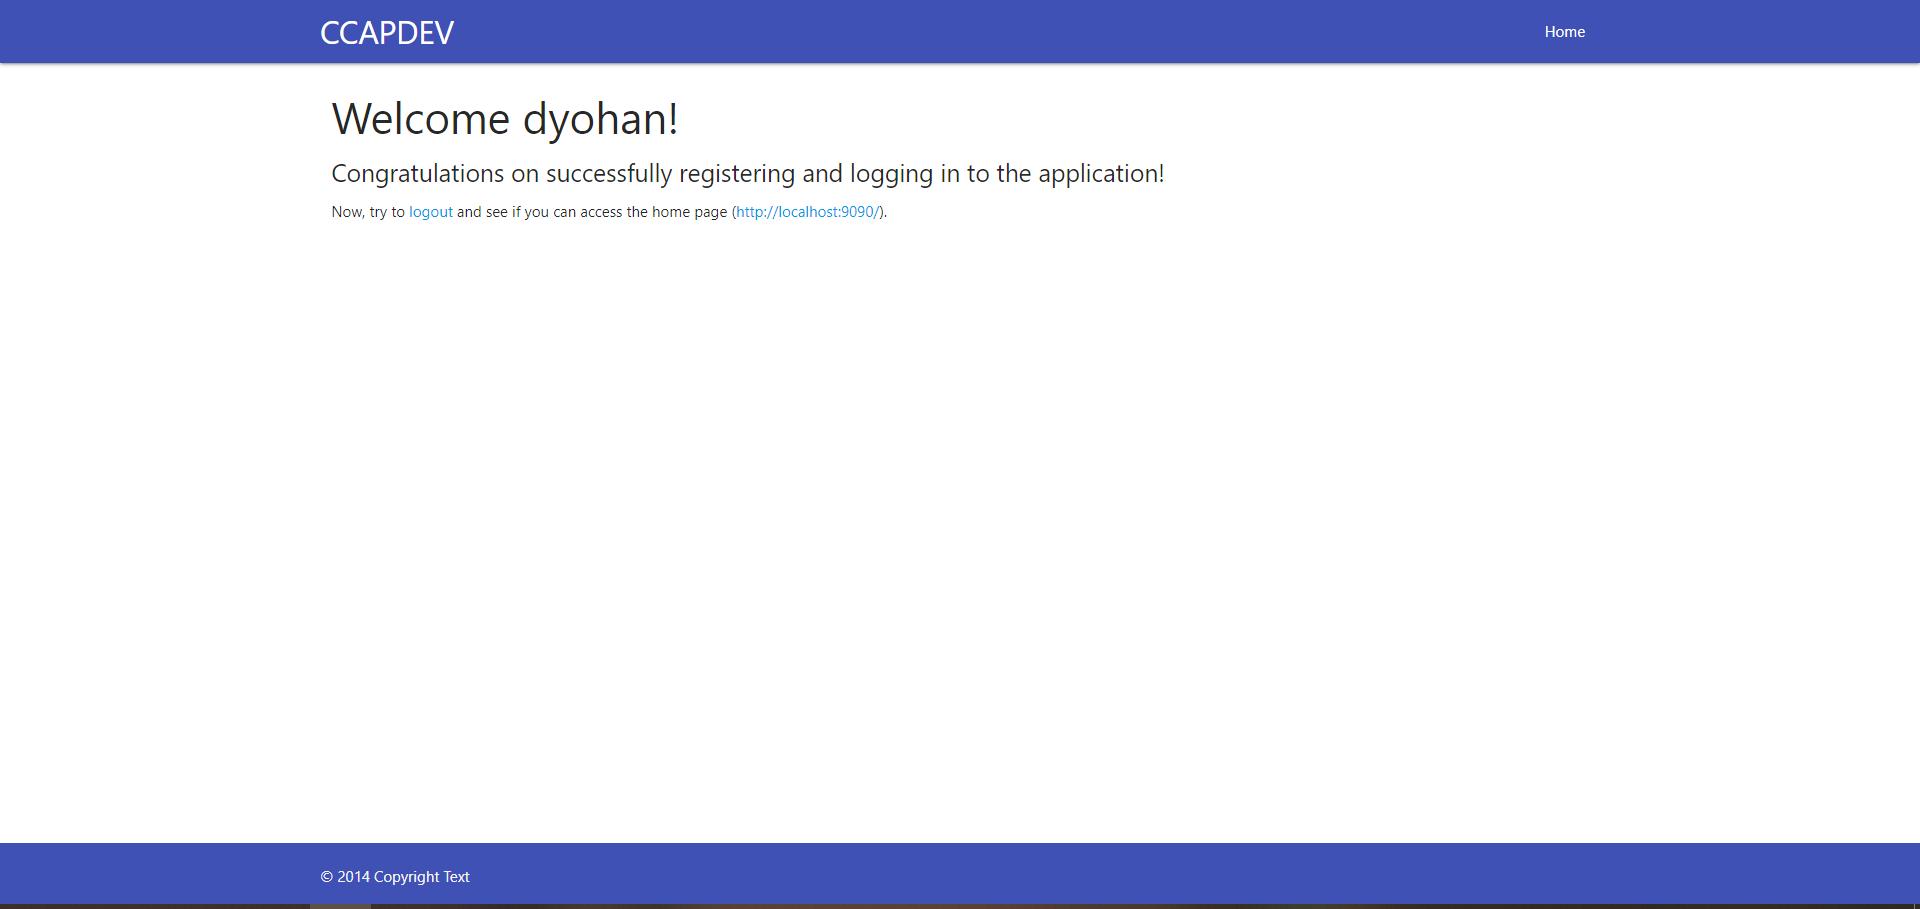 CCAPDEV
Home
Welcome dyohan!
Congratulations on successfully registering and logging in to the application!
Now, try to logout and see if you can access the home page (http://localhost:9090/).
© 2014 Copyright Text